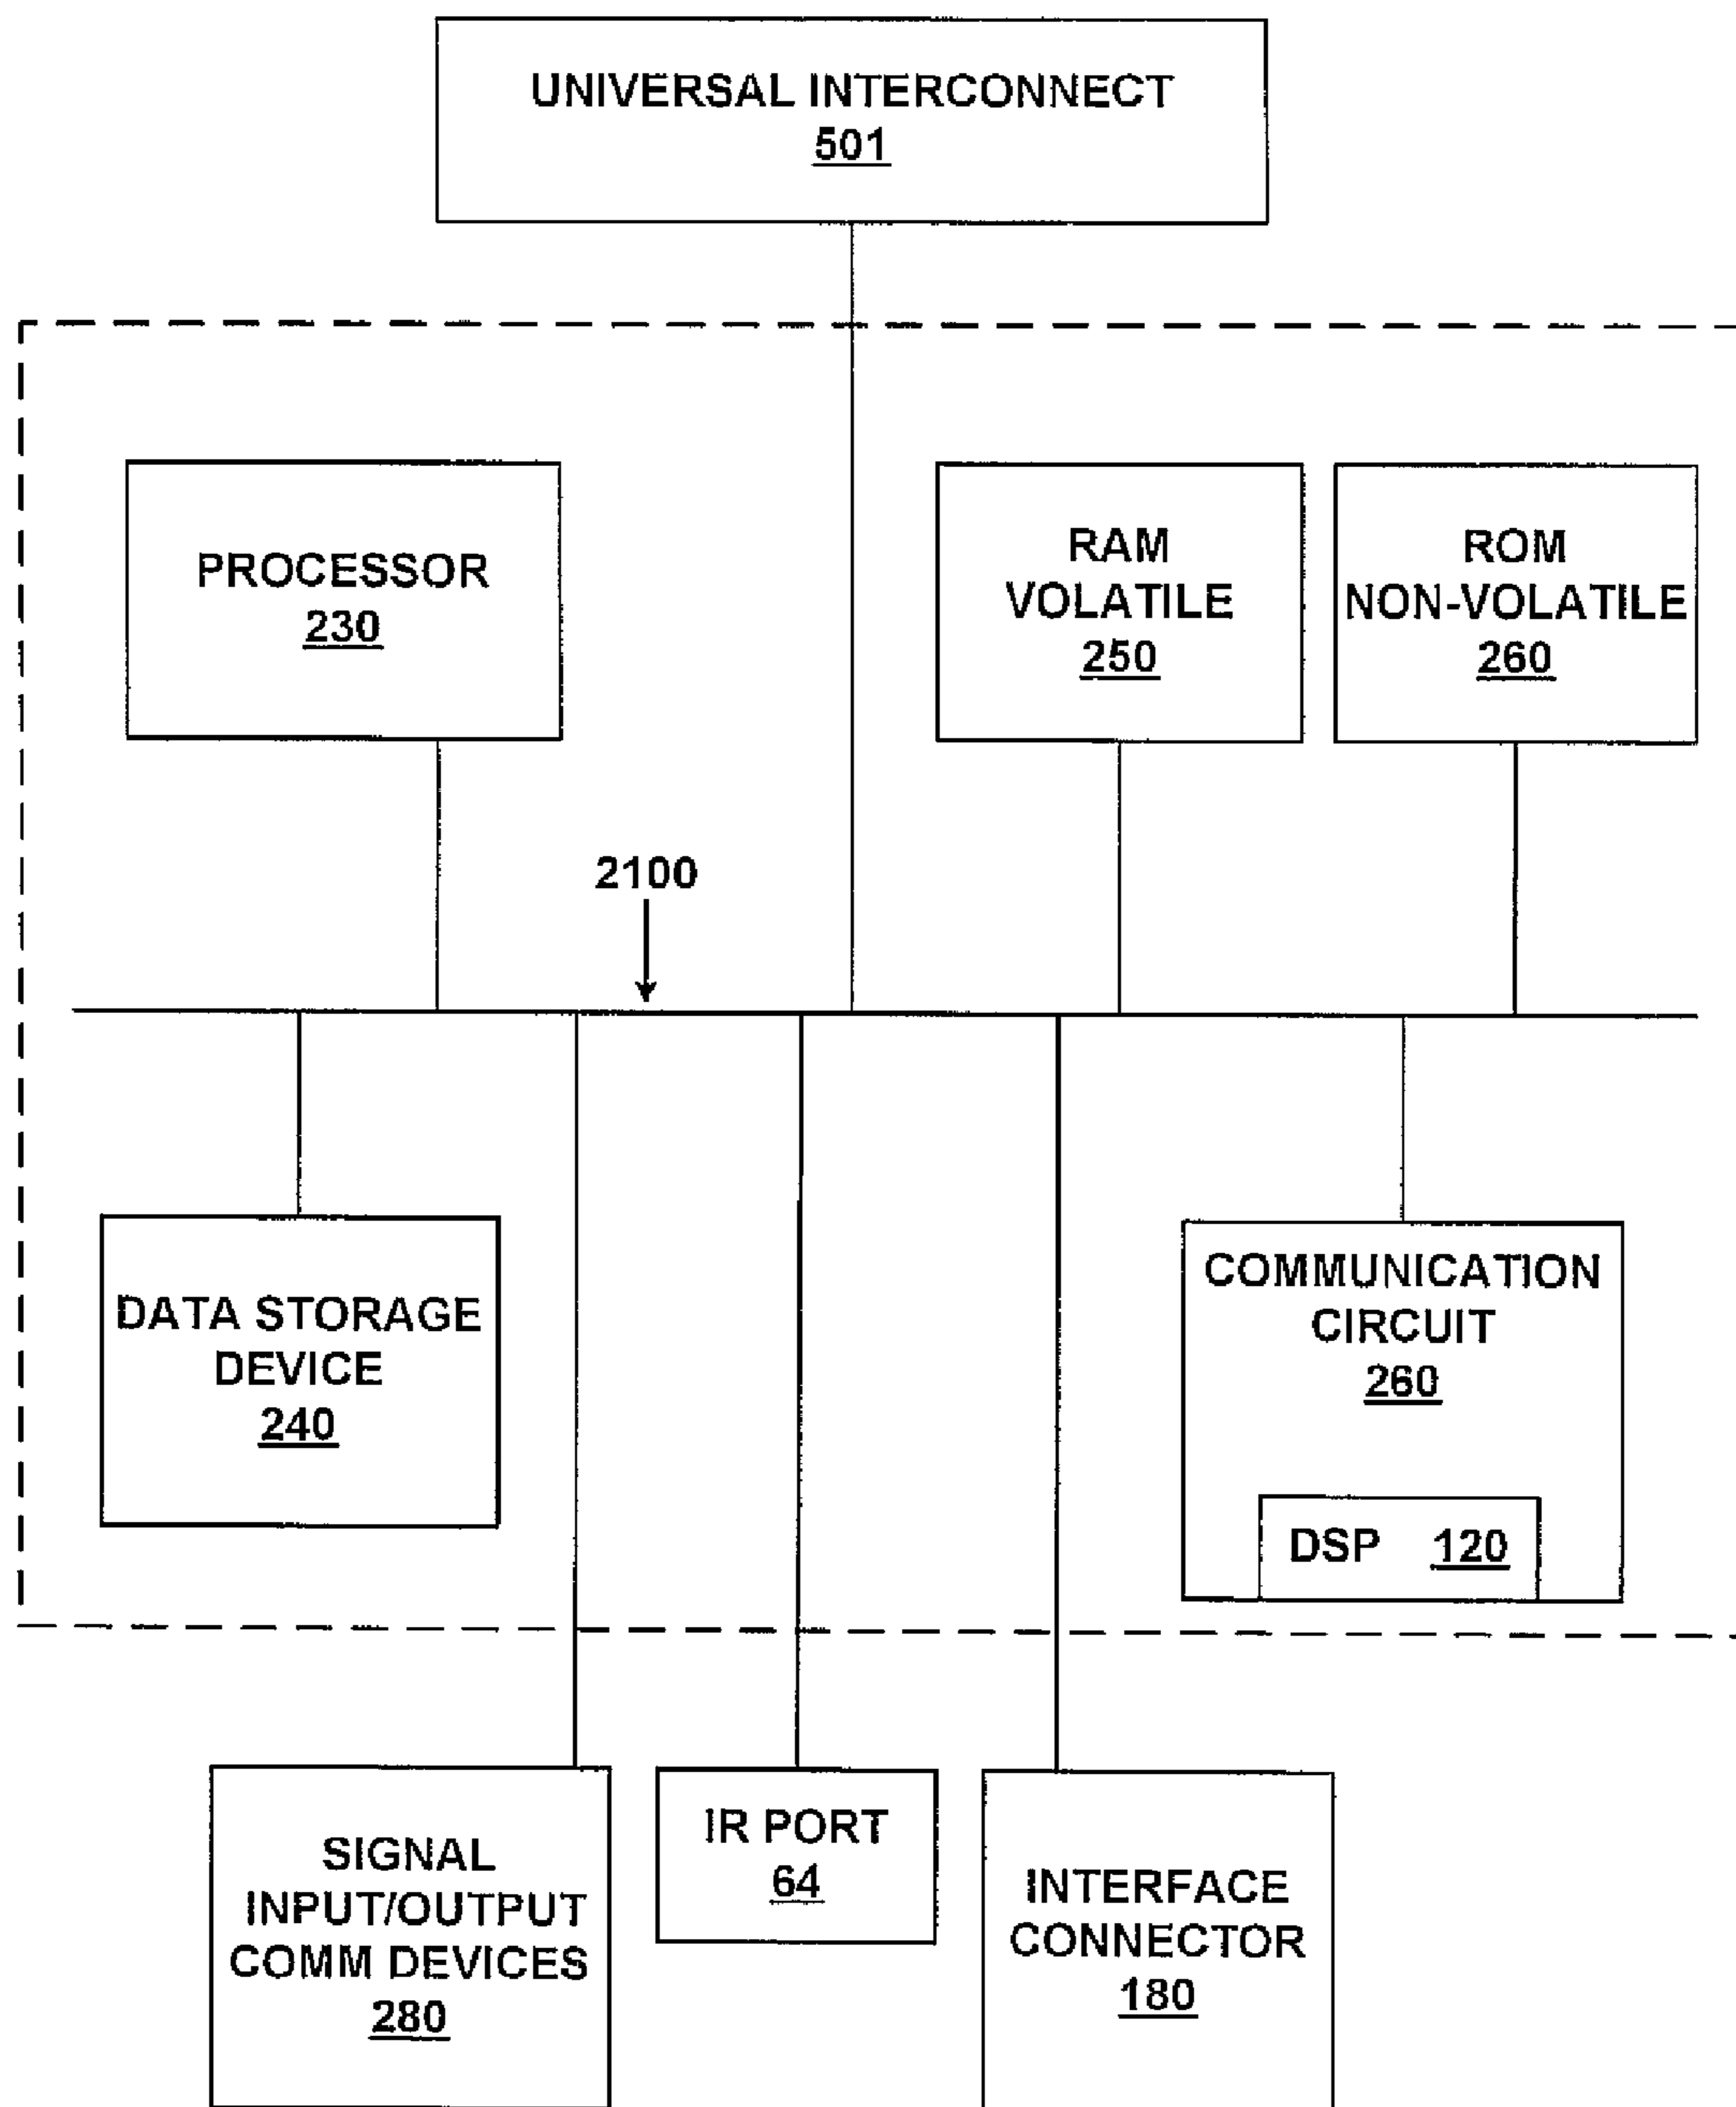 UNIVERSAL INTERCONNECT
501
PROCESSOR
230
RAM
VOLATILE
250
ROM
NON-VOLATILE
260
2100
DATA STORAGE
DEVICE
240
COMMUNICATION
CIRCUIT
260
DSP 120
SIGNAL
INPUT/OUTPUT
COMM DEVICES
280
IR PORT
64
INTERFACE
CONNECTOR
180